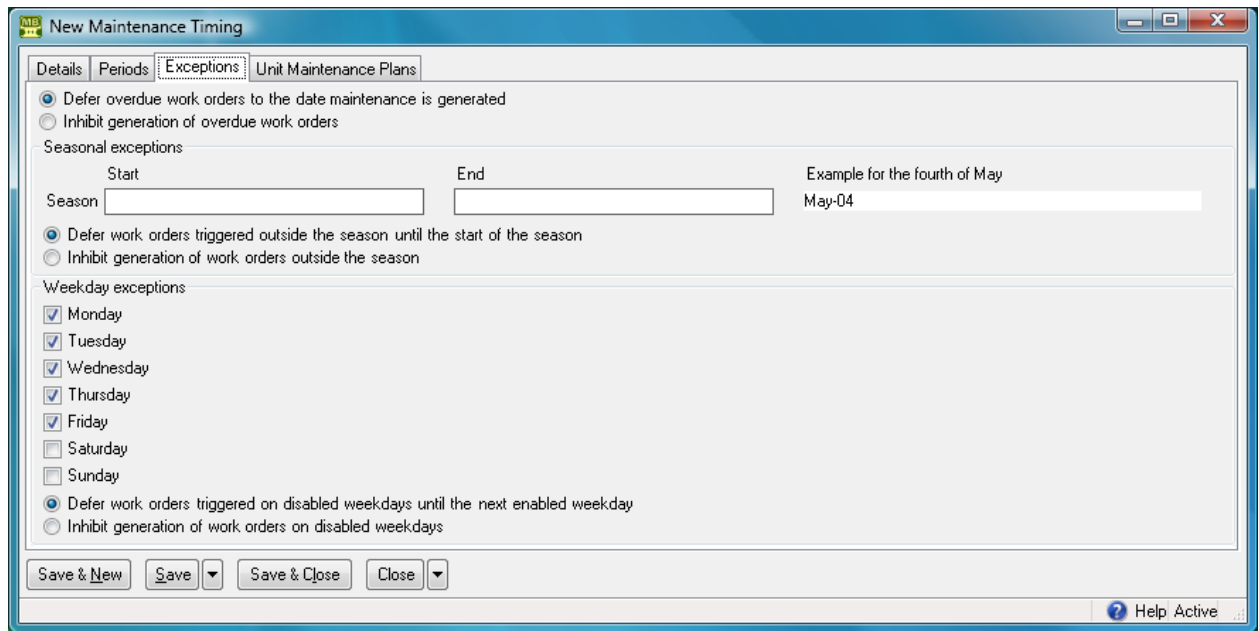 MB New Maintenance Timing
Details Periods Exceptions Unit Maintenance Plans
Defer overdue work orders to the date maintenance is generated
Inhibit generation of overdue work orders
Seasonal exceptions
Start End Example for the fourth of May
Season May-04
Defer work orders triggered outside the season until the start of the season
Inhibit generation of work orders outside the season
Weekday exceptions
Monday
Tuesday
Wednesday
Thursday
Friday
Saturday
Sunday
Defer work orders triggered on disabled weekdays until the next enabled weekday
Inhibit generation of work orders on disabled weekdays
Save & New Save Save & Close Close
Help Active